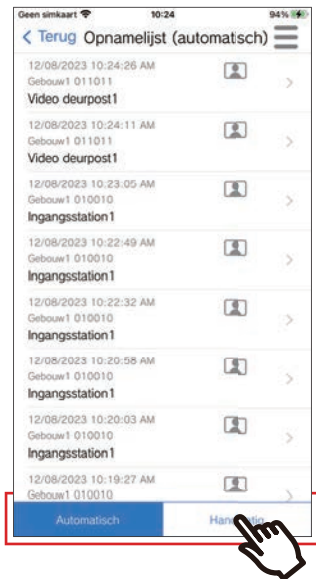 Geen simkaart 10:24 94%
Terug Opnamelijst (automatisch)
12/08/2023 10:24:26 AM
Gebouw1 011011
Video deurpost1
12/08/2023 10:24:11 AM
Gebouw1 011011
Video deurpost1
12/08/2023 10:23:05 AM
Gebouw1 010010
Ingangsstation1
12/08/2023 10:22:49 AM
Gebouw1 010010
Ingangsstation1
12/08/2023 10:22:32 AM
Gebouw1 010010
Ingangsstation1
12/08/2023 10:20:58 AM
Gebouw1 010010
Ingangsstation1
12/08/2023 10:20:03 AM
Gebouw1 010010
Ingangsstation1
12/08/2023 10:19:27 AM
Gebouw1 010010
Automatisch